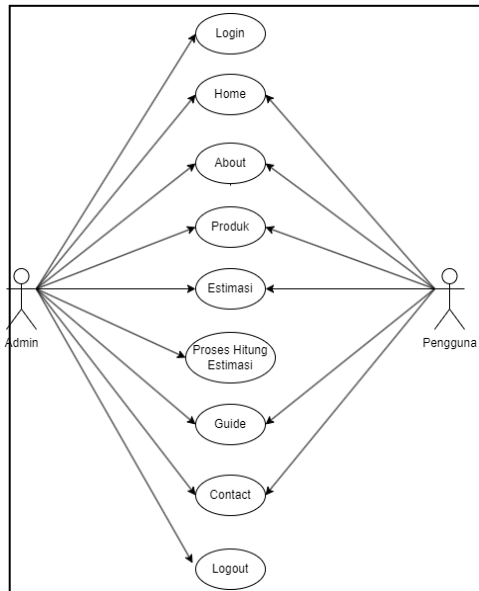 Login
Home
About
Produk
Estimasi
Admin
Pengguna
Proses Hitung
Estimasi
Guide
Contact
Logout